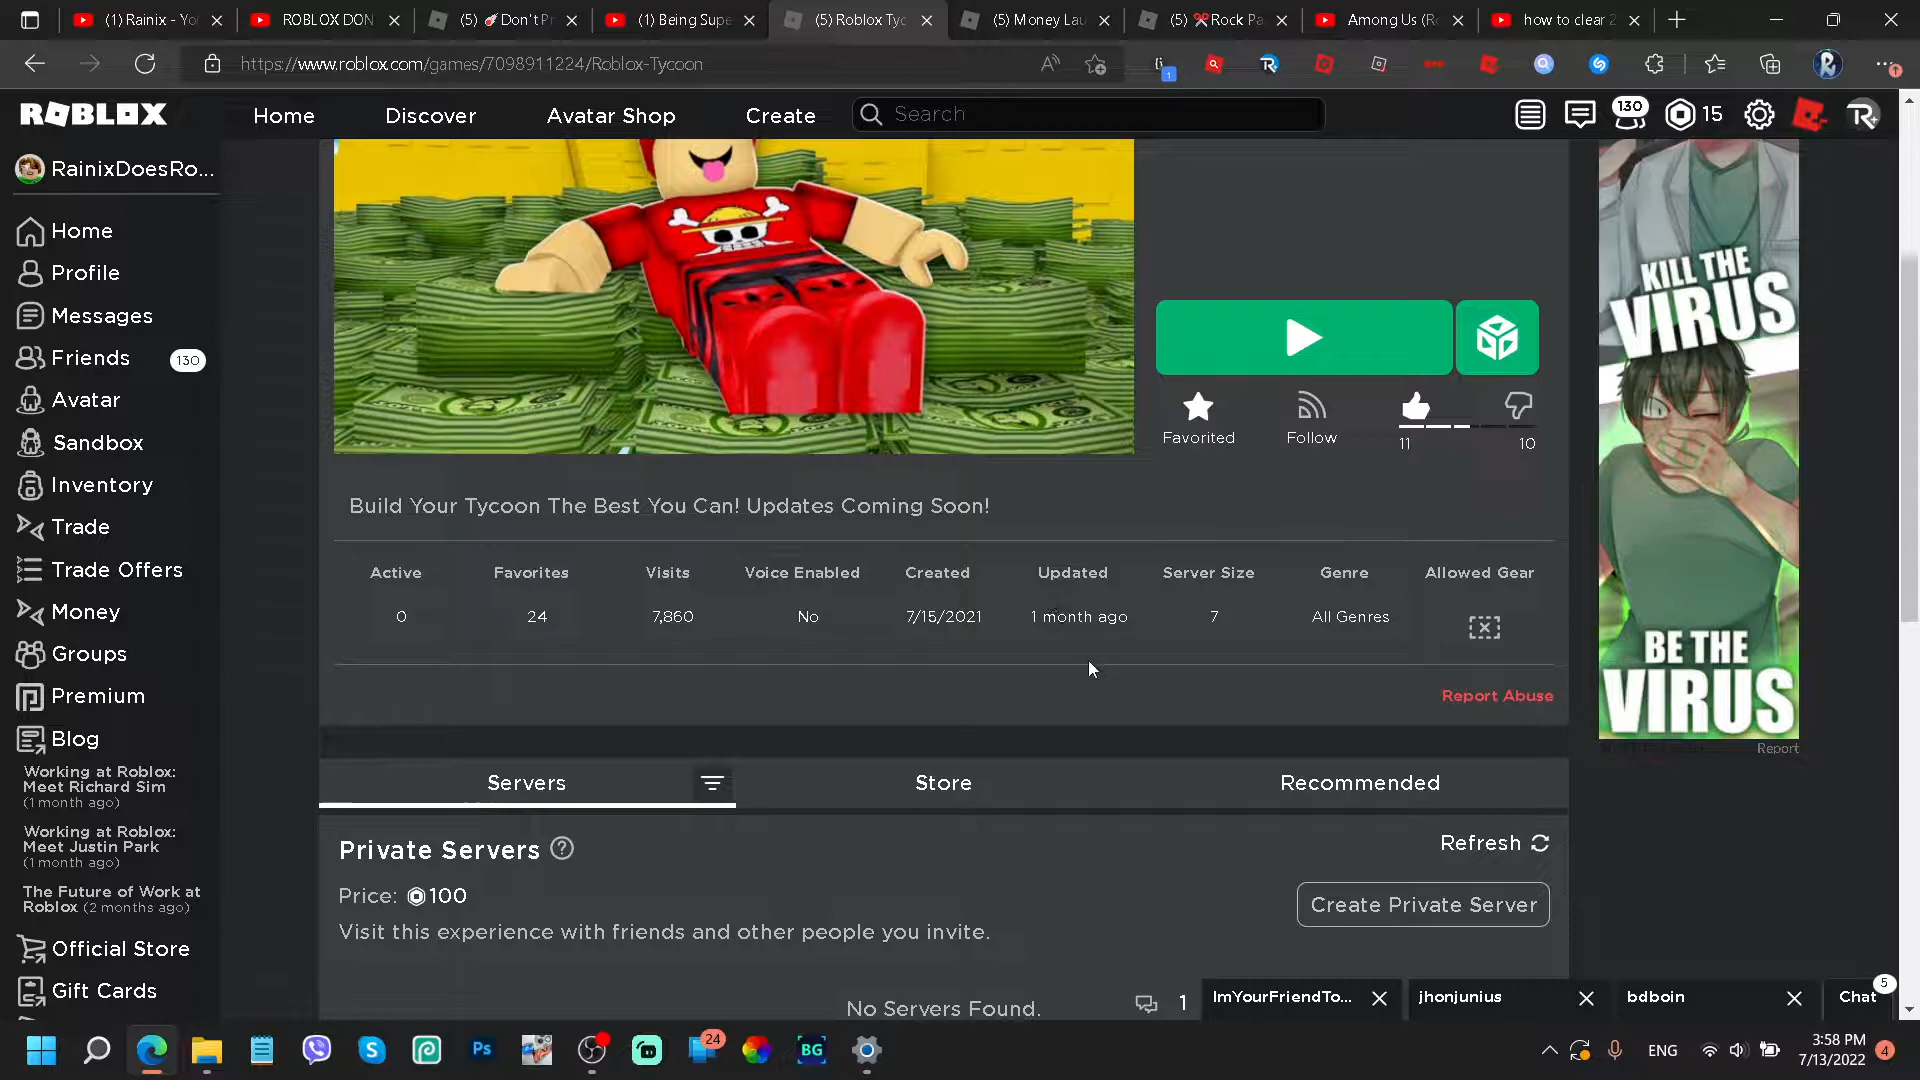 (1) Rainix - Yo
ROBLOX DON
(5) 🚀Don't Pr
(1) Being Supe
(5) Roblox Tyc
(5) Money Lau
(5) ✂️Rock Pa
Among Us (Ro
how to clear 2
https://www.roblox.com/games/7098911224/Roblox-Tycoon
1
ROBLOX
Home
Discover
Avatar Shop
Create
Search
130
15
RainixDoesRo...
Home
Profile
Messages
Friends
130
Avatar
Sandbox
Inventory
Trade
Trade Offers
Money
Groups
Premium
Blog
Working at Roblox:
Meet Richard Sim
(1 month ago)
Working at Roblox:
Meet Justin Park
(1 month ago)
The Future of Work at
Roblox (2 months ago)
Official Store
Gift Cards
Favorited
Follow
11
10
Build Your Tycoon The Best You Can! Updates Coming Soon!
Active
Favorites
Visits
Voice Enabled
Created
Updated
Server Size
Genre
Allowed Gear
0
24
7,860
No
7/15/2021
1 month ago
7
All Genres
Report Abuse
KILL THE
VIRUS
BE THE
VIRUS
Report
Servers
Store
Recommended
Private Servers
Refresh
Price: 100
Create Private Server
Visit this experience with friends and other people you invite.
No Servers Found.
1
ImYourFriendTo...
jhonjunius
bdboin
Chat
5
Ps
24
BG
ENG
3:58 PM
7/13/2022
4